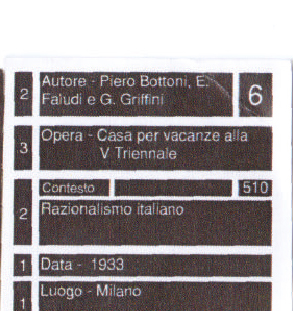 2 Autore - Piero Bottoni, E. 6
Faludi e G. Griffini
3 Opera - Casa per vacanze alla
V Triennale
Contesto 510
2 Razionalismo italiano
1 Data - 1933
1 Luogo - Milano